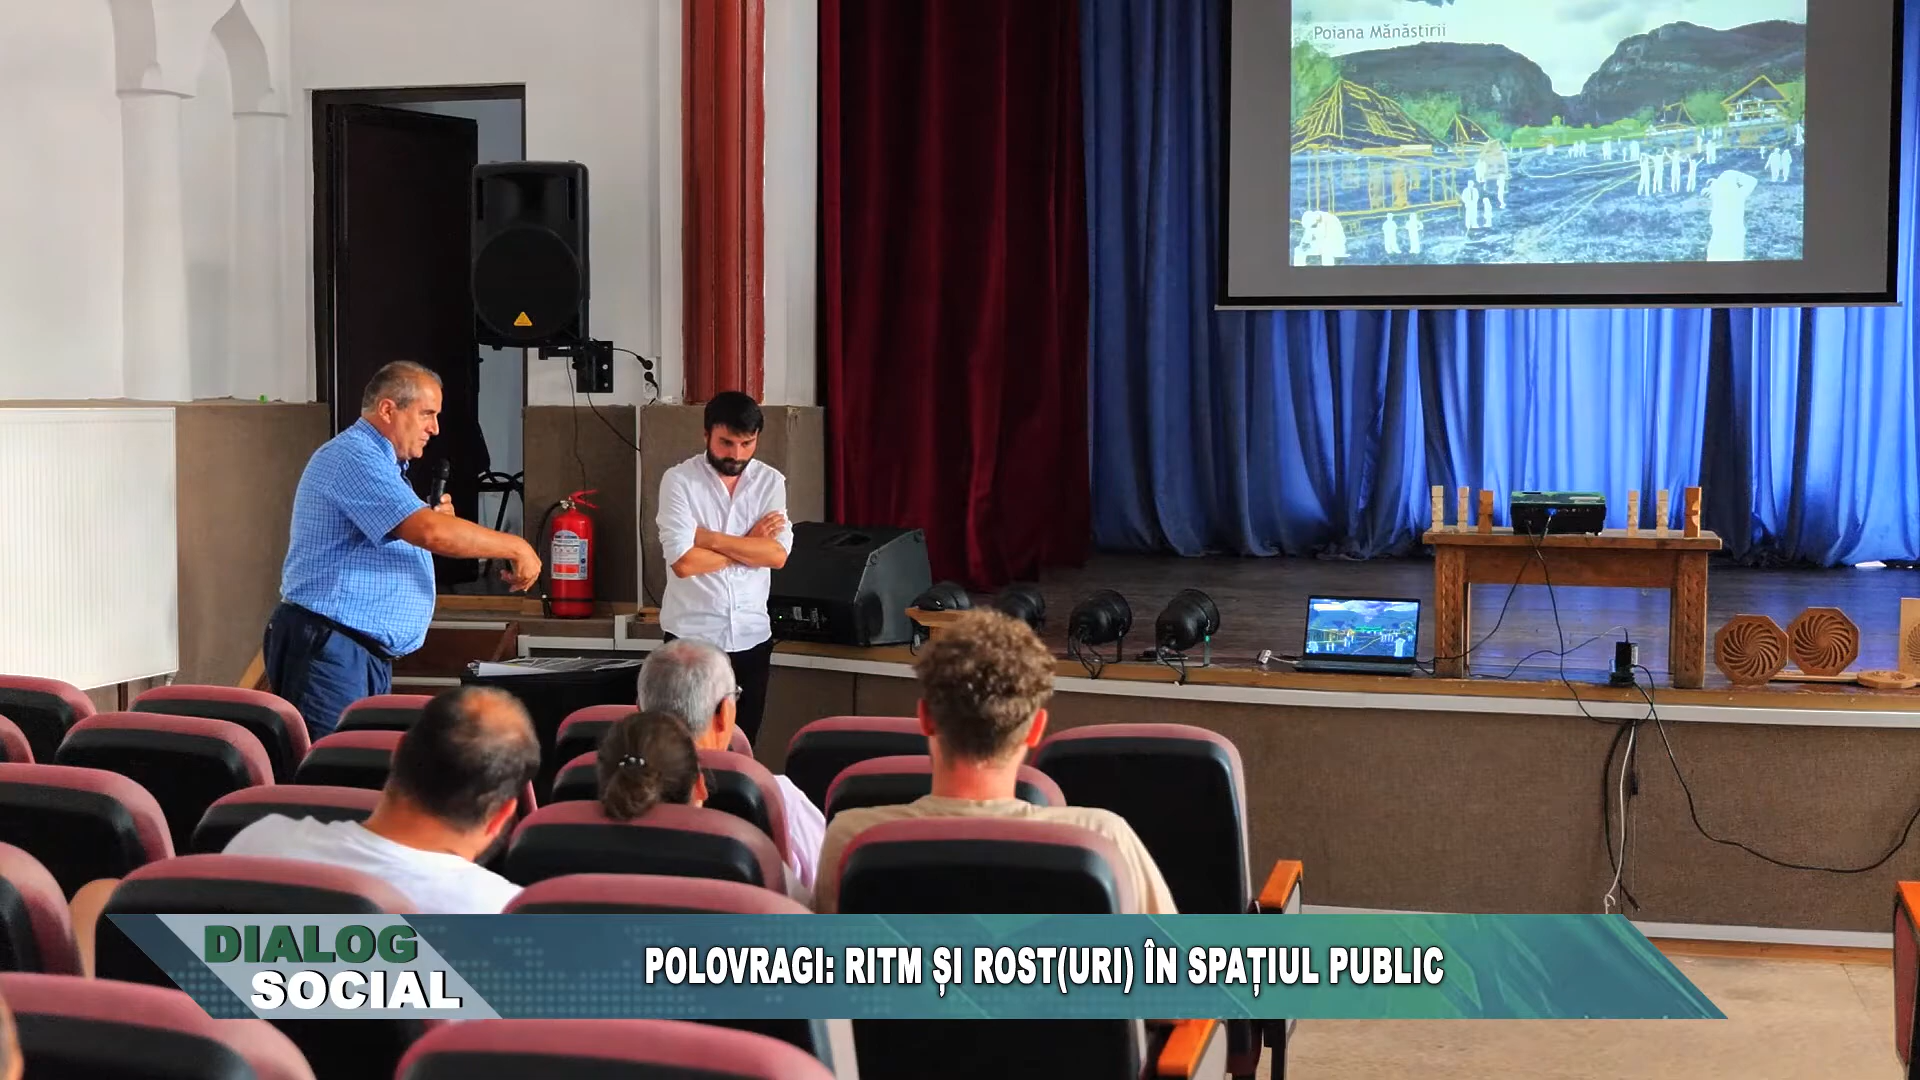 Poiana Mănăstirii
DIALOG
SOCIAL
POLOVRAGI: RITM ȘI ROST(URI) ÎN SPAȚIUL PUBLIC